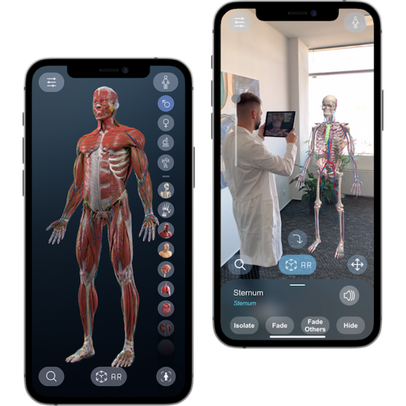 AR
AR
Sternum
Sternum
Isolate
Fade
Fade
Others
Hide